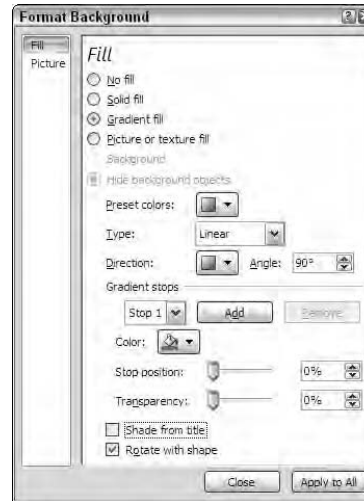 Format Background
Fill
Picture
Fill
No fill
Solid fill
Gradient fill
Picture or texture fill
Background
Hide background objects
Preset colors:
Type: Linear
Direction: Angle: 90°
Gradient stops
Stop 1 Add Remove
Color:
Stop position: 0%
Transparency: 0%
Shade from title
Rotate with shape
Close Apply to All